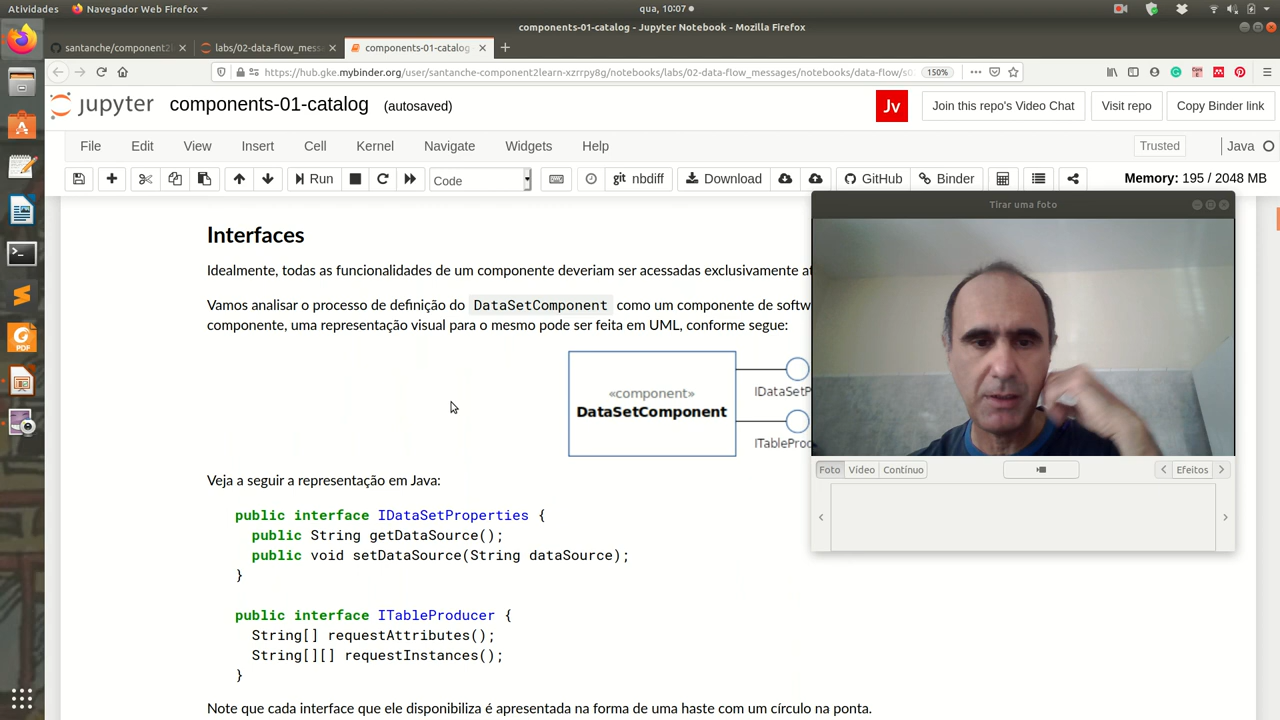 Atividades
Navegador Web Firefox
qua, 10:07
components-01-catalog - Jupyter Notebook - Mozilla Firefox
santanche/component2
labs/02-data-flow_mess
components-01-catalog
https://hub.gke.mybinder.org/user/santanche-component2learn-xzrrpy8g/notebooks/labs/02-data-flow_messages/notebooks/data-flow/s0
150%
jupyter
components-01-catalog
(autosaved)
Jv
Join this repo's Video Chat
Visit repo
Copy Binder link
File Edit View Insert Cell Kernel Navigate Widgets Help
Trusted
Java
Run
Code
nbdiff
Download
GitHub
Binder
Memory: 195 / 2048 MB
Tirar uma foto
Interfaces
Idealmente, todas as funcionalidades de um componente deveriam ser acessadas exclusivamente at
Vamos analisar o processo de definição do DataSetComponent como um componente de softw
componente, uma representação visual para o mesmo pode ser feita em UML, conforme segue:
«component»
DataSetComponent
IDataSetP
ITableProd
Foto Vídeo Contínuo
Efeitos
Veja a seguir a representação em Java:
public interface IDataSetProperties {
public String getDataSource();
public void setDataSource(String dataSource);
}
public interface ITableProducer {
String[] requestAttributes();
String[][] requestInstances();
}
Note que cada interface que ele disponibiliza é apresentada na forma de uma haste com um círculo na ponta.
PDF